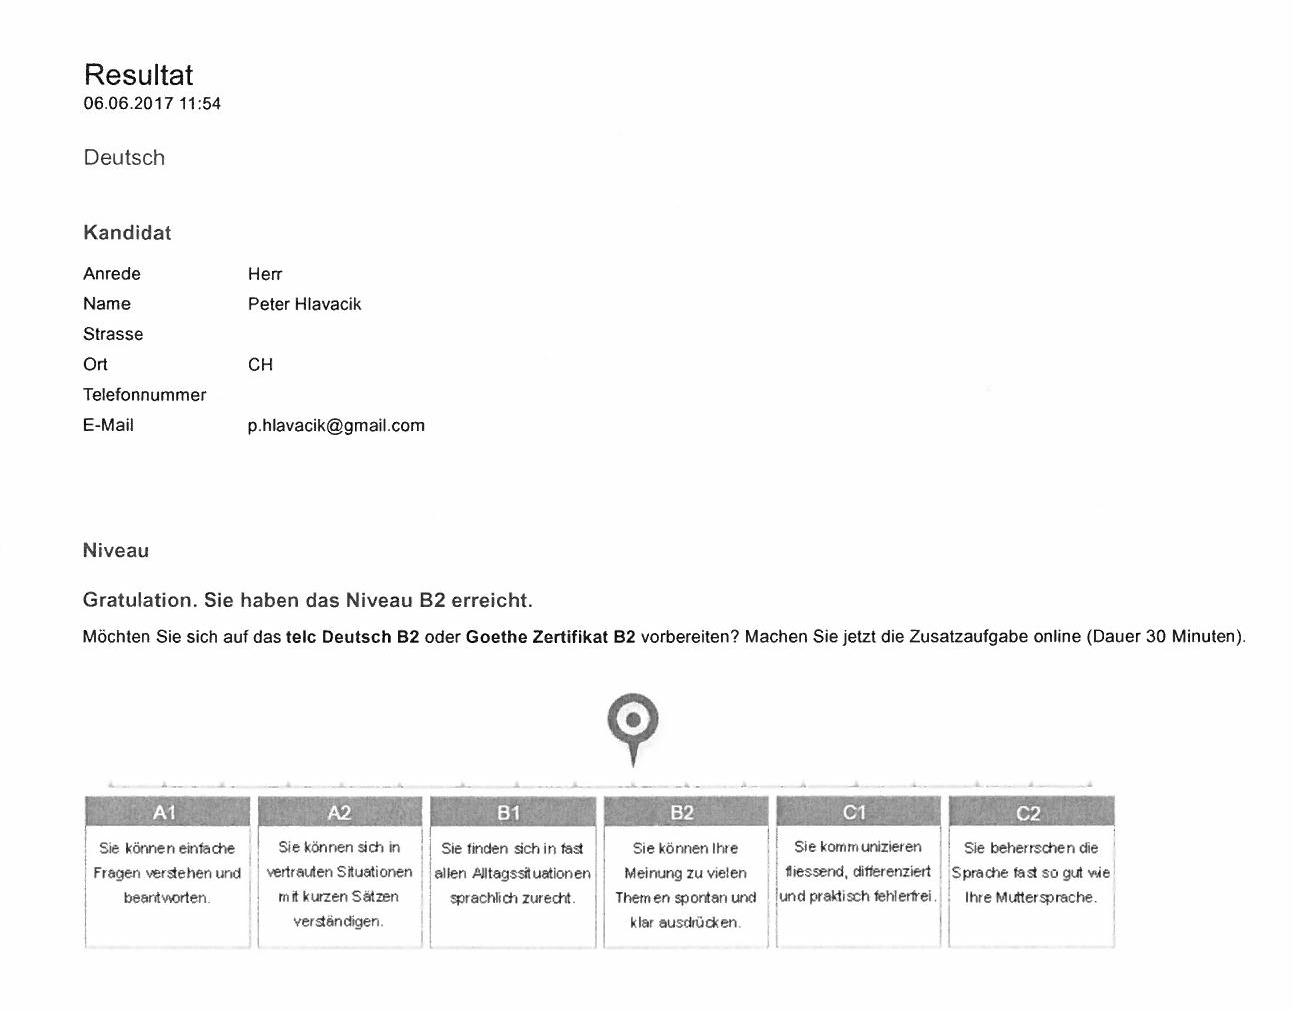 Resultat
06.06.2017 11:54
Deutsch
Kandidat
Anrede Herr
Name Peter Hlavacik
Strasse
Ort CH
Telefonnummer
E-Mail p.hlavacik@gmail.com
Niveau
Gratulation. Sie haben das Niveau B2 erreicht.
Möchten Sie sich auf das telc Deutsch B2 oder Goethe Zertifikat B2 vorbereiten? Machen Sie jetzt die Zusatzaufgabe online (Dauer 30 Minuten).
A1
Sie können einfache
Fragen verstehen und
beantworten.
A2
Sie können sich in
vertrauten Situationen
mit kurzen Sätzen
verständigen.
B1
Sie finden sich in fast
allen Alltagssituationen
sprachlich zurecht.
B2
Sie können Ihre
Meinung zu vielen
Themen spontan und
klar ausdrücken.
C1
Sie kommunizieren
fliessend, differenziert
und praktisch fehlerfrei.
C2
Sie beherrschen die
Sprache fast so gut wie
Ihre Muttersprache.